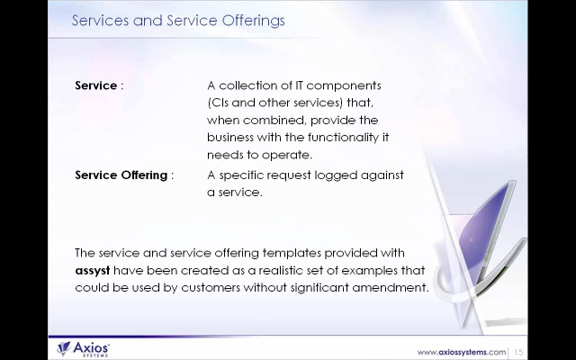 Services and Service Offerings
Service :
A collection of IT components
(CIs and other services) that,
when combined, provide the
business with the functionality it
needs to operate.
Service Offering :
A specific request logged against
a service.
The service and service offering templates provided with
assyst have been created as a realistic set of examples that
could be used by customers without significant amendment.
Axios
SYSTEMS
www.axiossystems.com
15